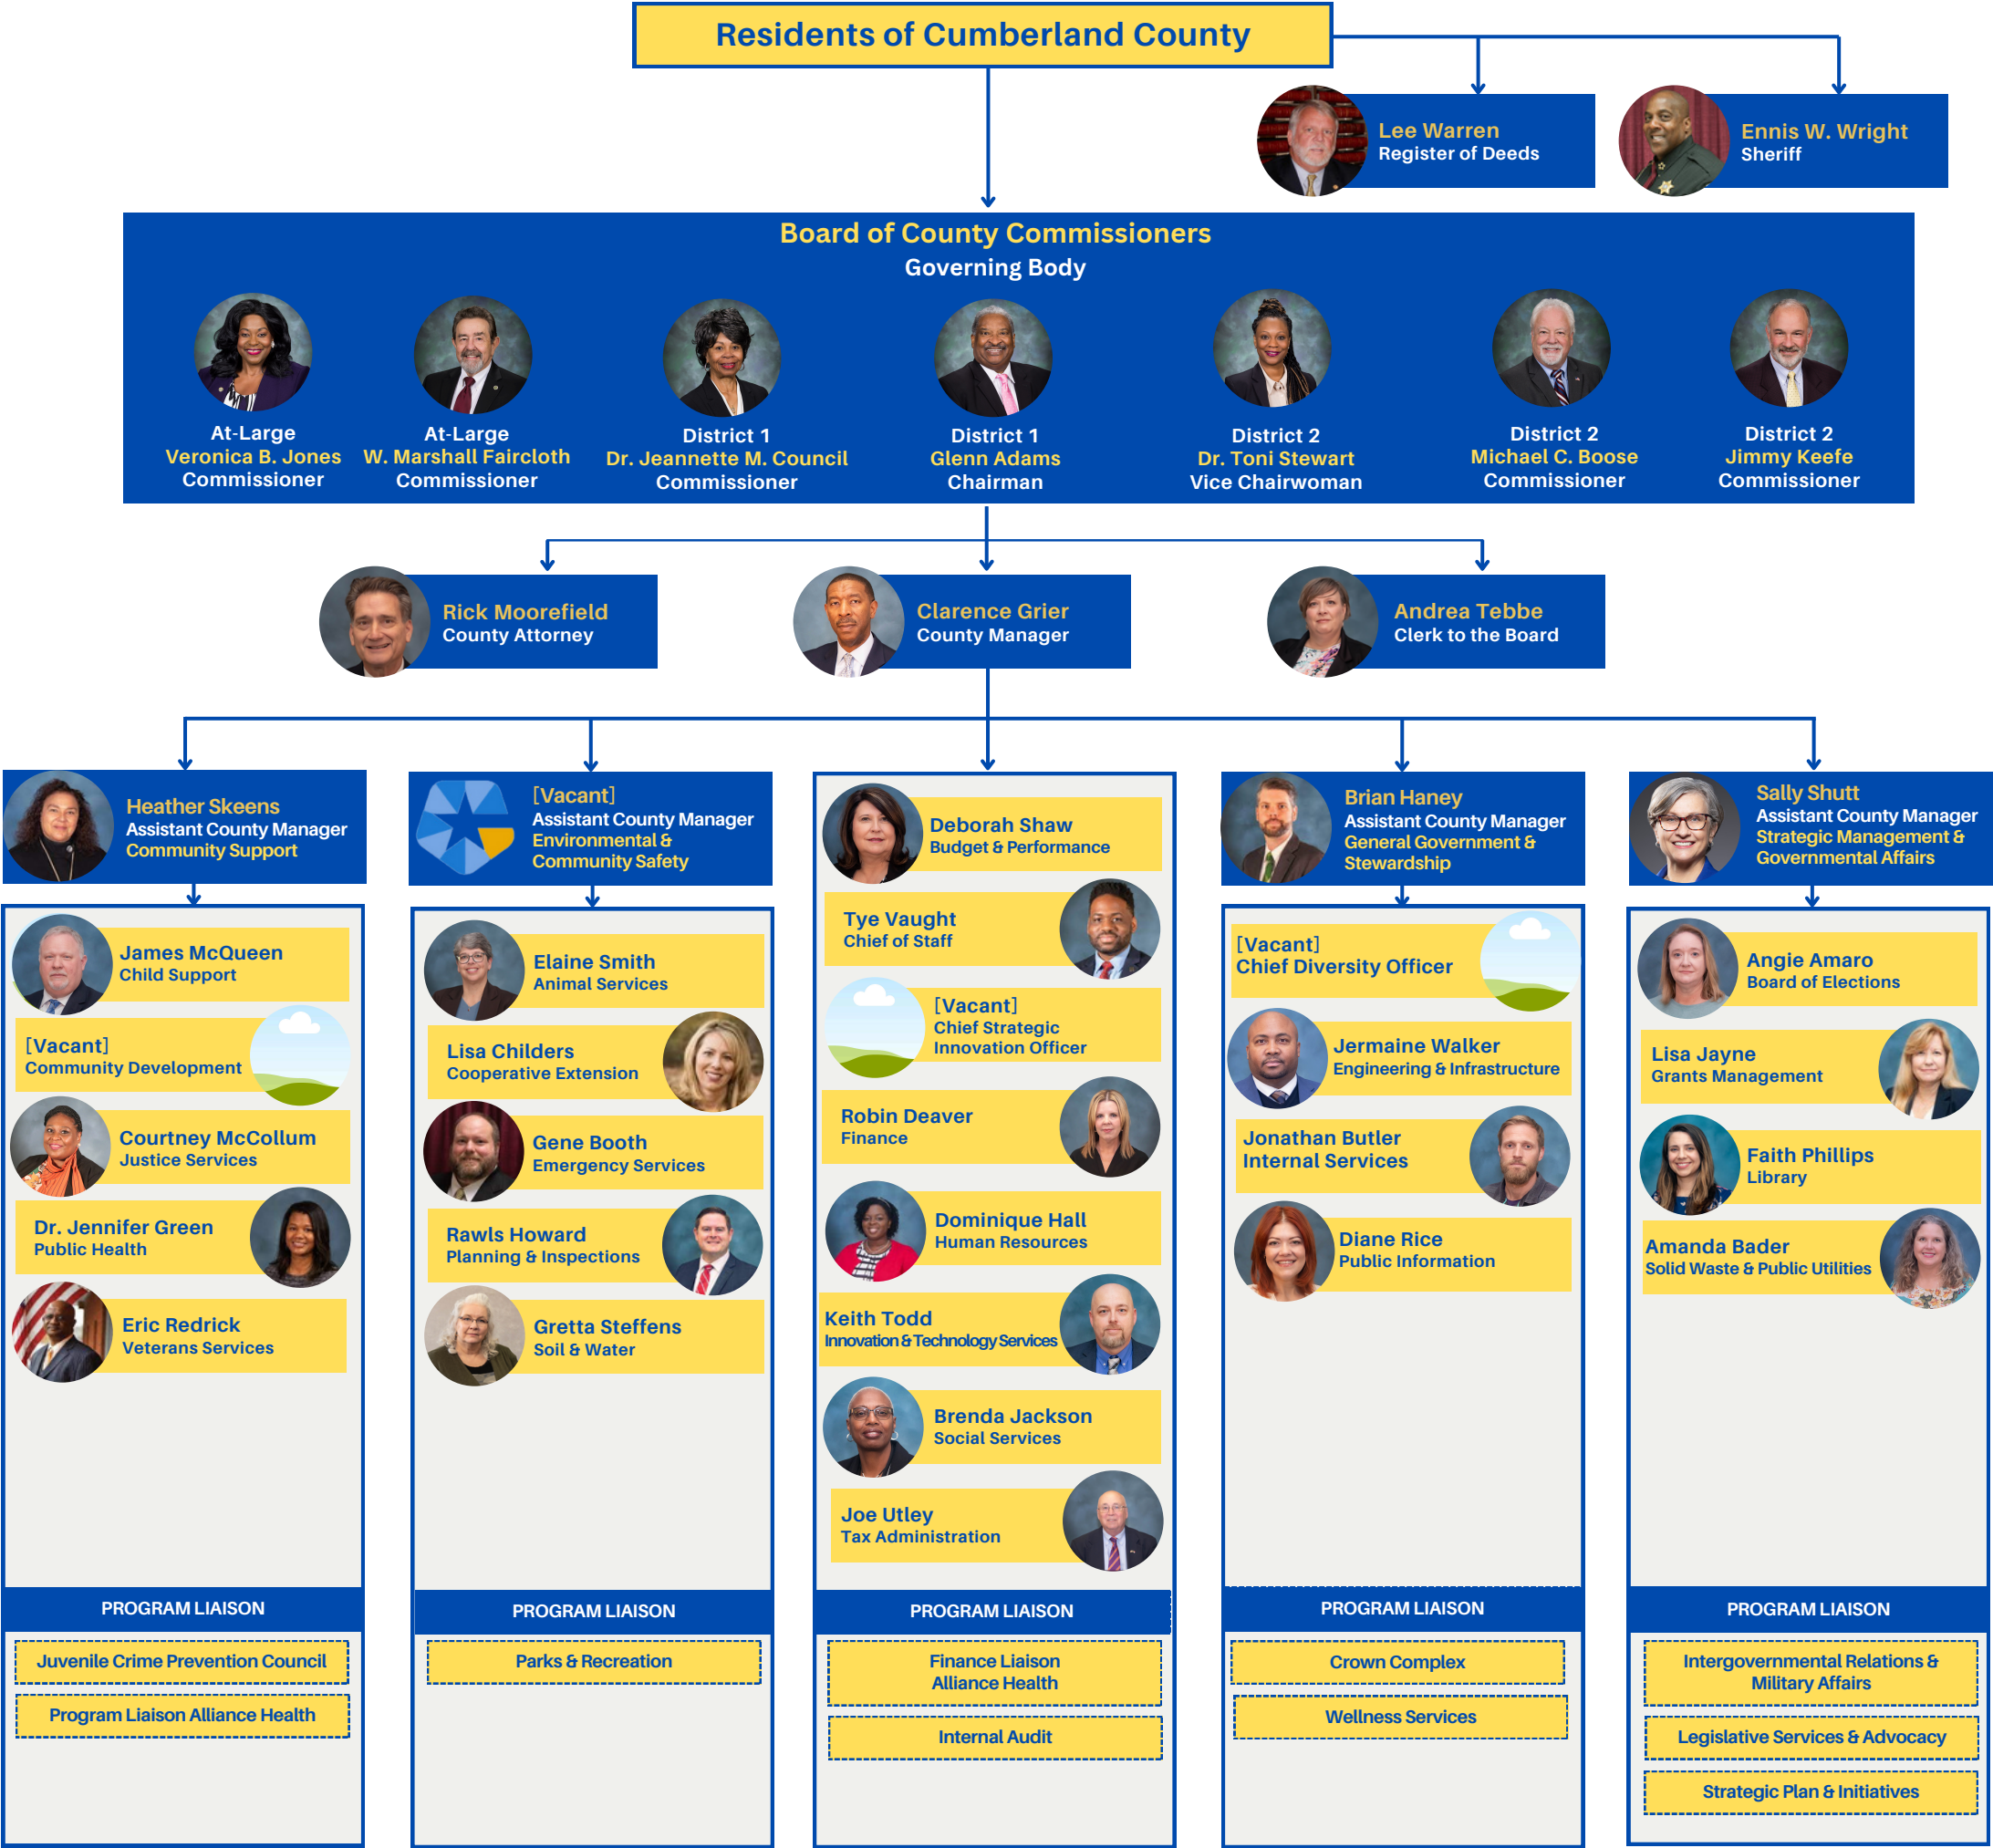 Residents of Cumberland County
Lee Warren
Register of Deeds
Ennis W. Wright
Sheriff
Board of County Commissioners
Governing Body
At-Large
Veronica B. Jones
Commissioner
At-Large
W. Marshall Faircloth
Commissioner
District 1
Dr. Jeannette M. Council
Commissioner
District 1
Glenn Adams
Chairman
District 2
Dr. Toni Stewart
Vice Chairwoman
District 2
Michael C. Boose
Commissioner
District 2
Jimmy Keefe
Commissioner
Rick Moorefield
County Attorney
Clarence Grier
County Manager
Andrea Tebbe
Clerk to the Board
Heather Skeens
Assistant County Manager
Community Support
James McQueen
Child Support
[Vacant]
Community Development
Courtney McCollum
Justice Services
Dr. Jennifer Green
Public Health
Eric Redrick
Veterans Services
PROGRAM LIAISON
Juvenile Crime Prevention Council
Program Liaison Alliance Health
[Vacant]
Assistant County Manager
Environmental &
Community Safety
Elaine Smith
Animal Services
Lisa Childers
Cooperative Extension
Gene Booth
Emergency Services
Rawls Howard
Planning & Inspections
Gretta Steffens
Soil & Water
PROGRAM LIAISON
Parks & Recreation
Deborah Shaw
Budget & Performance
Tye Vaught
Chief of Staff
[Vacant]
Chief Strategic
Innovation Officer
Robin Deaver
Finance
Dominique Hall
Human Resources
Keith Todd
Innovation & Technology Services
Brenda Jackson
Social Services
Joe Utley
Tax Administration
PROGRAM LIAISON
Finance Liaison
Alliance Health
Internal Audit
Brian Haney
Assistant County Manager
General Government &
Stewardship
[Vacant]
Chief Diversity Officer
Jermaine Walker
Engineering & Infrastructure
Jonathan Butler
Internal Services
Diane Rice
Public Information
PROGRAM LIAISON
Crown Complex
Wellness Services
Sally Shutt
Assistant County Manager
Strategic Management &
Governmental Affairs
Angie Amaro
Board of Elections
Lisa Jayne
Grants Management
Faith Phillips
Library
Amanda Bader
Solid Waste & Public Utilities
PROGRAM LIAISON
Intergovernmental Relations &
Military Affairs
Legislative Services & Advocacy
Strategic Plan & Initiatives